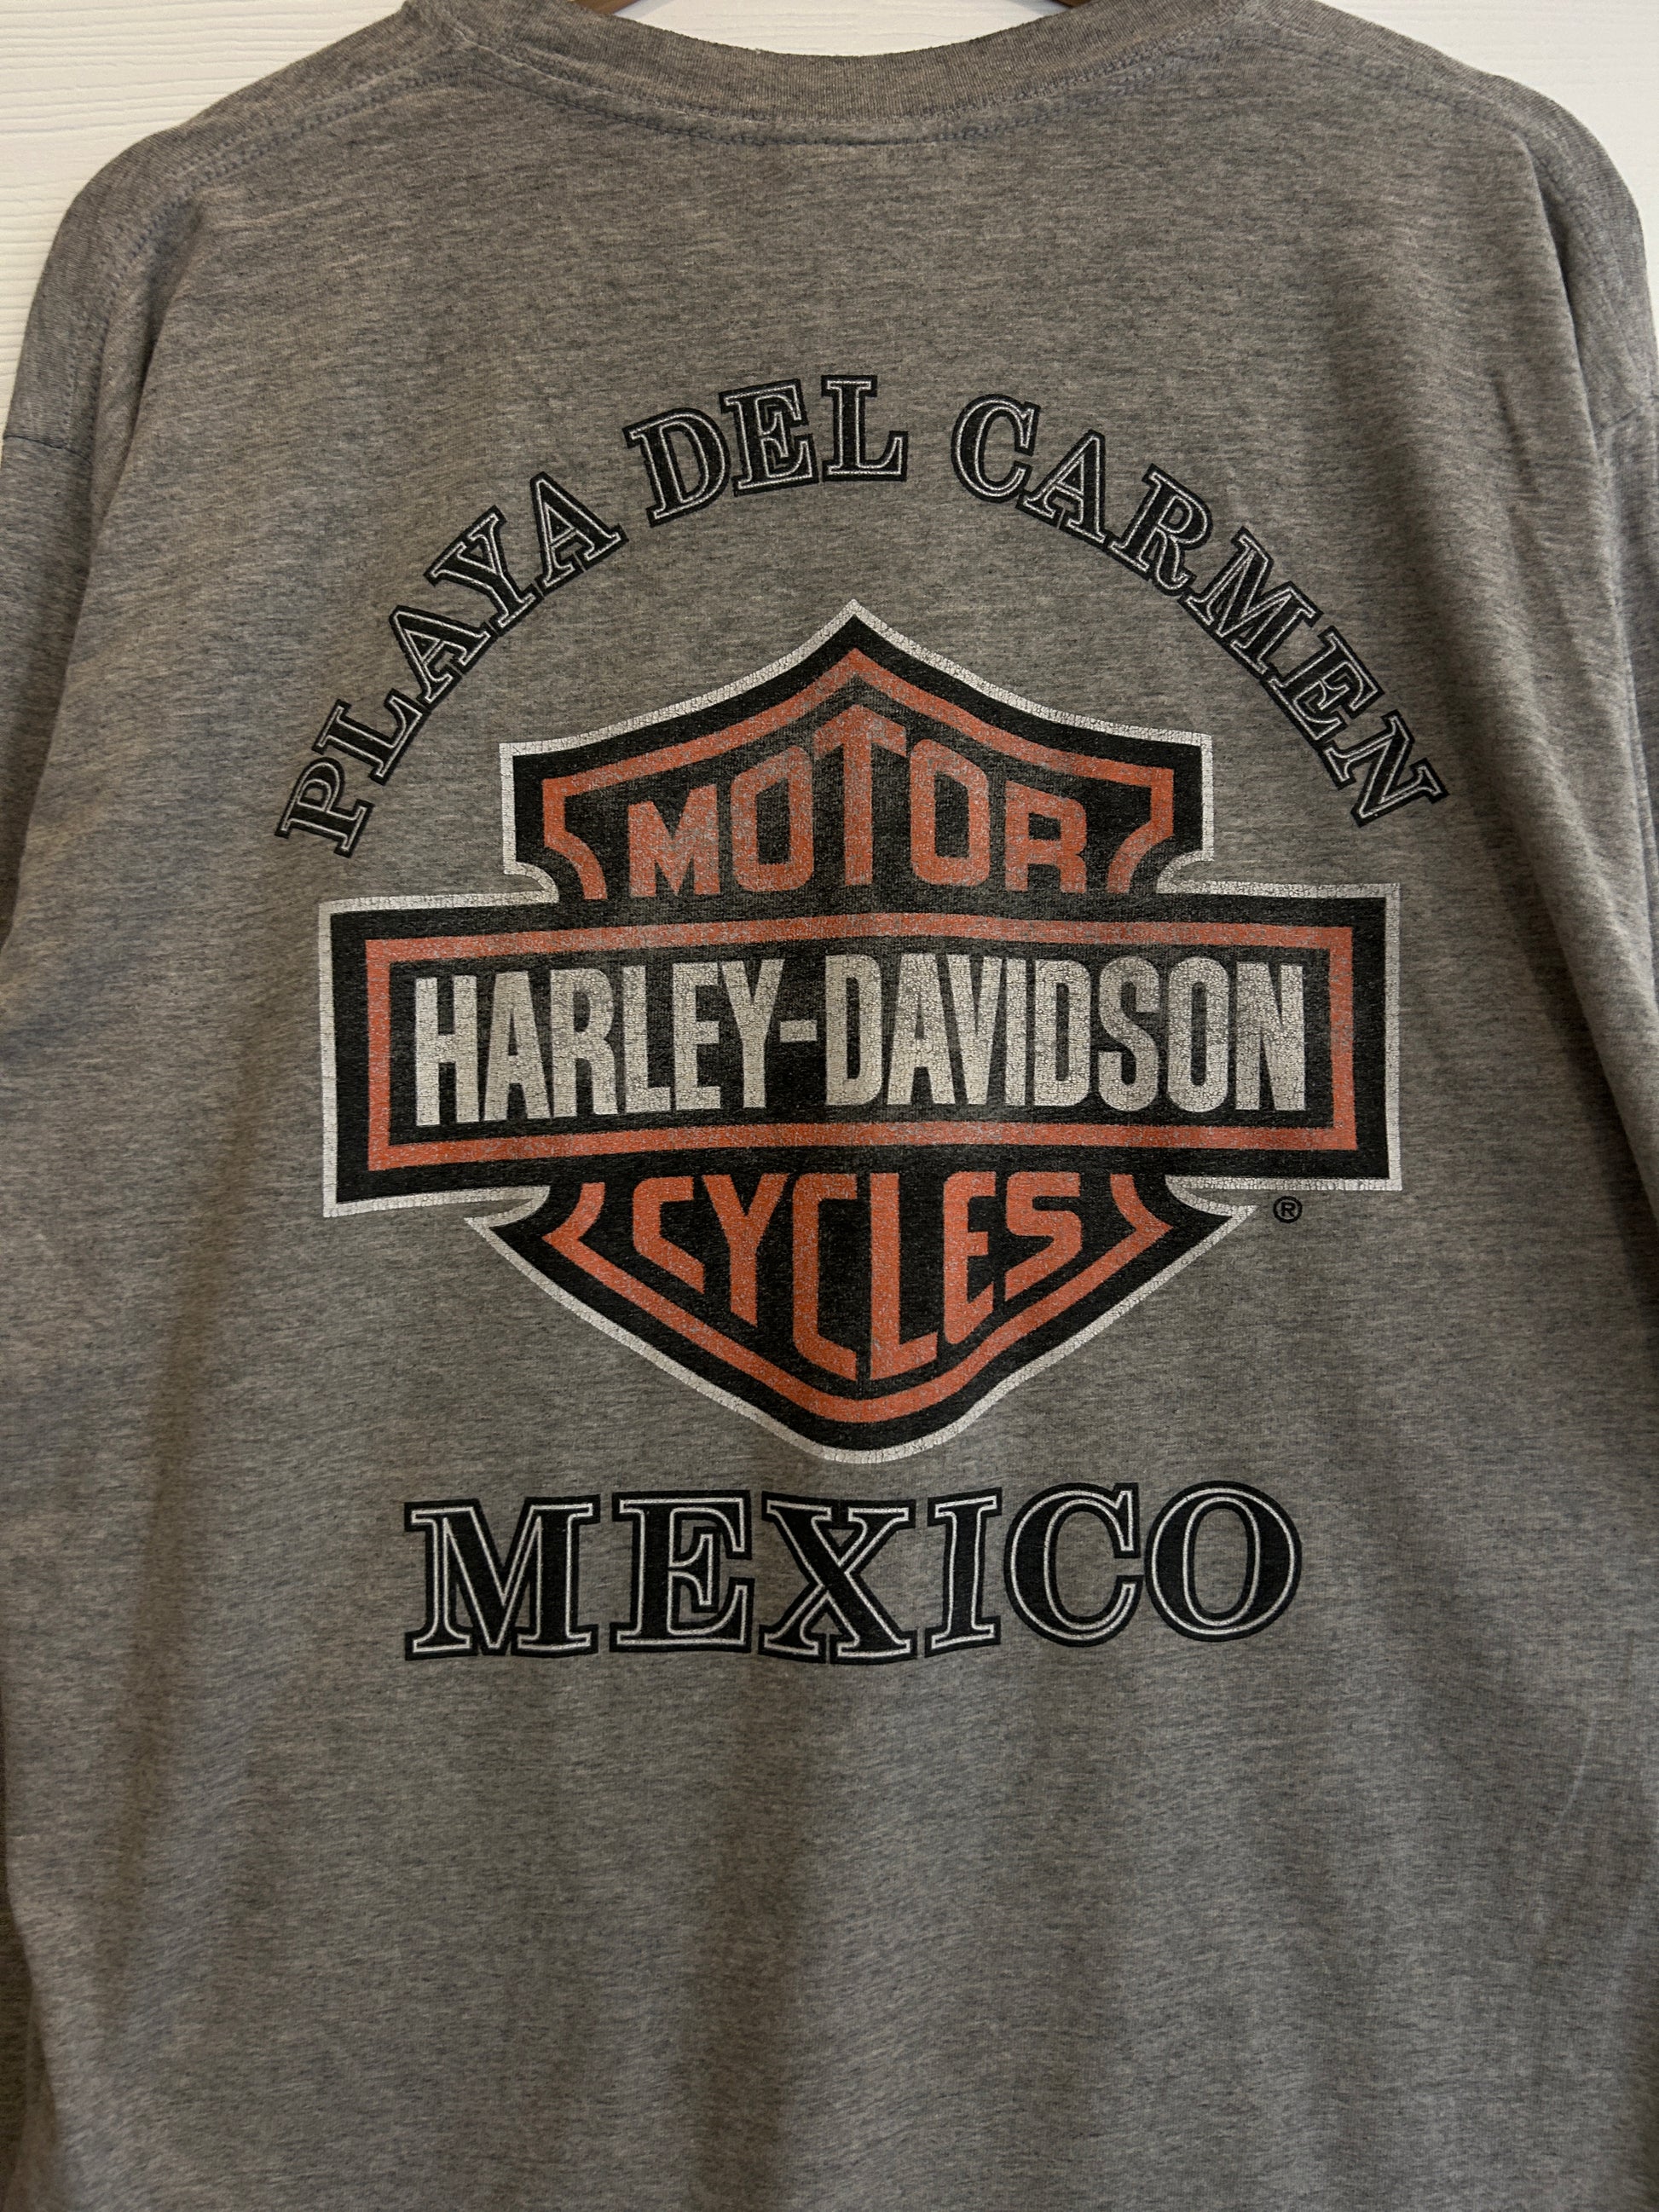 PLAYA DEL CARMEN
MOTOR
HARLEY-DAVIDSON
CYCLES
®
MEXICO